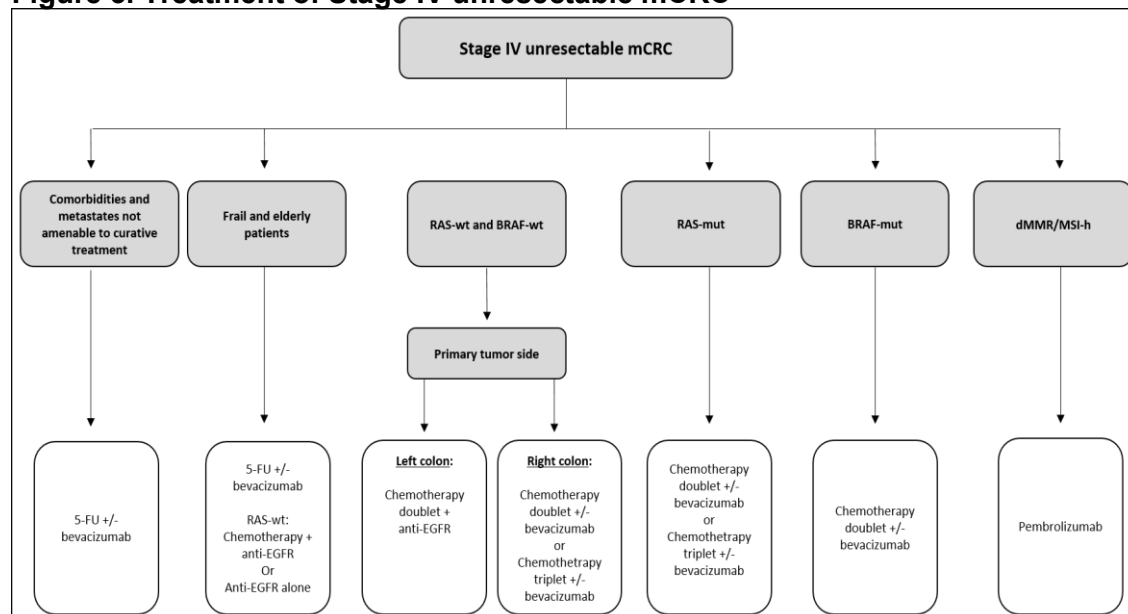 Stage IV unresectable mCRC
Comorbidities and
metastates not
amenable to curative
treatment
Frail and elderly
patients
RAS-wt and BRAF-wt
RAS-mut
BRAF-mut
dMMR/MSI-h
Primary tumor side
5-FU +/-
bevacizumab
5-FU +/-
bevacizumab
RAS-wt:
Chemotherapy +
anti-EGFR
Or
Anti-EGFR alone
Left colon:
Chemotherapy
doublet +
anti-EGFR
Right colon:
Chemotherapy
doublet +/-
bevacizumab
or
Chemothetrapy
triplet +/-
bevacizumab
Chemotherapy
doublet +/-
bevacizumab
or
Chemothetrapy
triplet +/-
bevacizumab
Chemotherapy
doublet +/-
bevacizumab
Pembrolizumab